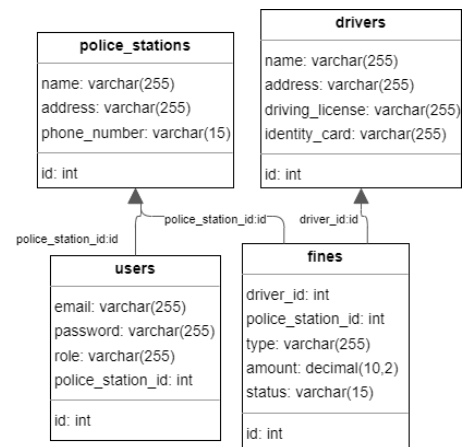 police_stations
name: varchar(255)
address: varchar(255)
phone_number: varchar(15)
id: int
drivers
name: varchar(255)
address: varchar(255)
driving_license: varchar(255)
identity_card: varchar(255)
id: int
police_station_id:id
driver_id:id
police_station_id:id
users
email: varchar(255)
password: varchar(255)
role: varchar(255)
police_station_id: int
id: int
fines
driver_id: int
police_station_id: int
type: varchar(255)
amount: decimal(10,2)
status: varchar(15)
id: int